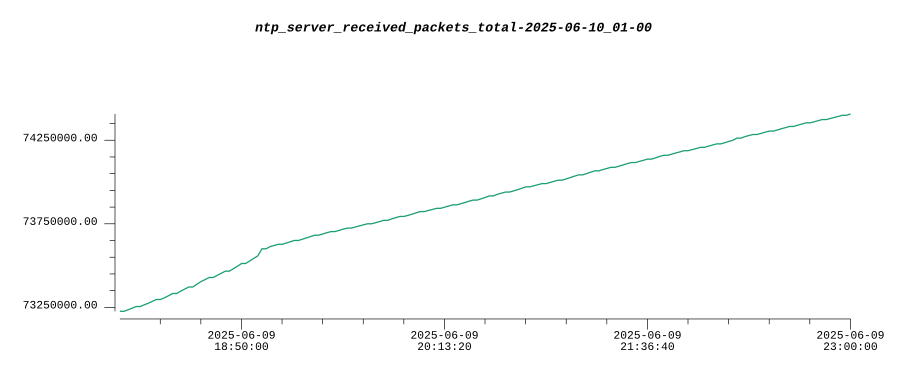 ntp_server_received_packets_total-2025-06-10_01-00
74250000.00
73750000.00
73250000.00
2025-06-09 2025-06-09 2025-06-09 2025-06-09
18:50:00 20:13:20 21:36:40 23:00:00